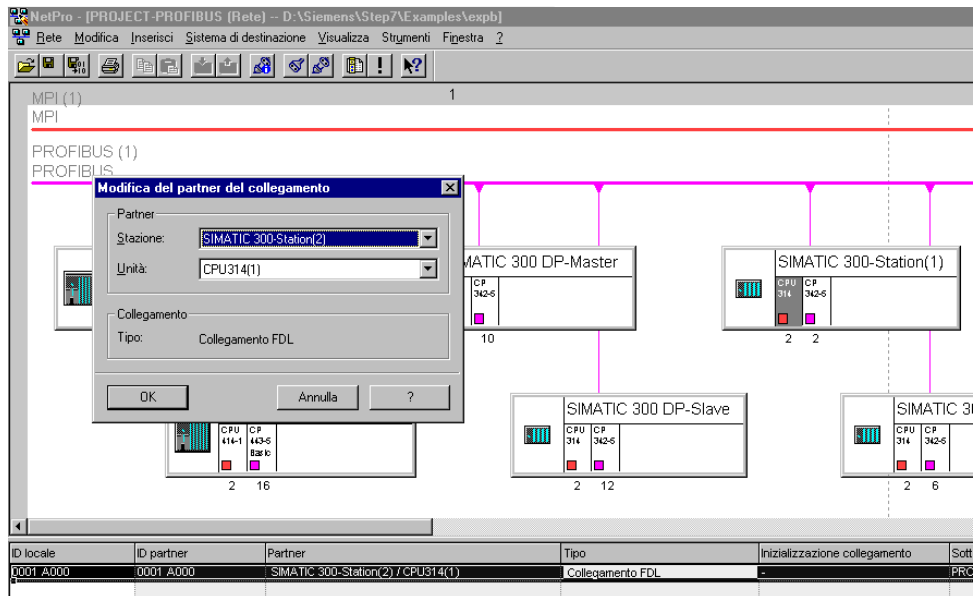 NetPro - [PROJECT-PROFIBUS (Rete) -- D:\Siemens\Step7\Examples\expb]
Rete Modifica Inserisci Sistema di destinazione Visualizza Strumenti Finestra ?
1
MPI (1)
MPI
PROFIBUS (1)
PROFIBUS
Modifica del partner del collegamento
Partner
Stazione: SIMATIC 300-Station(2)
Unità: CPU314(1)
Collegamento
Tipo: Collegamento FDL
OK Annulla ?
MATIC 300 DP-Master
CP
342-5
10
SIMATIC 300-Station(1)
CPU CP
314 342-5
2 2
CPU CP
414-1 443-5
Basic
2 16
SIMATIC 300 DP-Slave
CPU CP
314 342-5
2 12
SIMATIC 3
CPU CP
314 342-5
2 6
ID locale ID partner Partner Tipo Inizializzazione collegamento Sott
0001 A000 0001 A000 SIMATIC 300-Station(2) / CPU314(1) Collegamento FDL - PRO